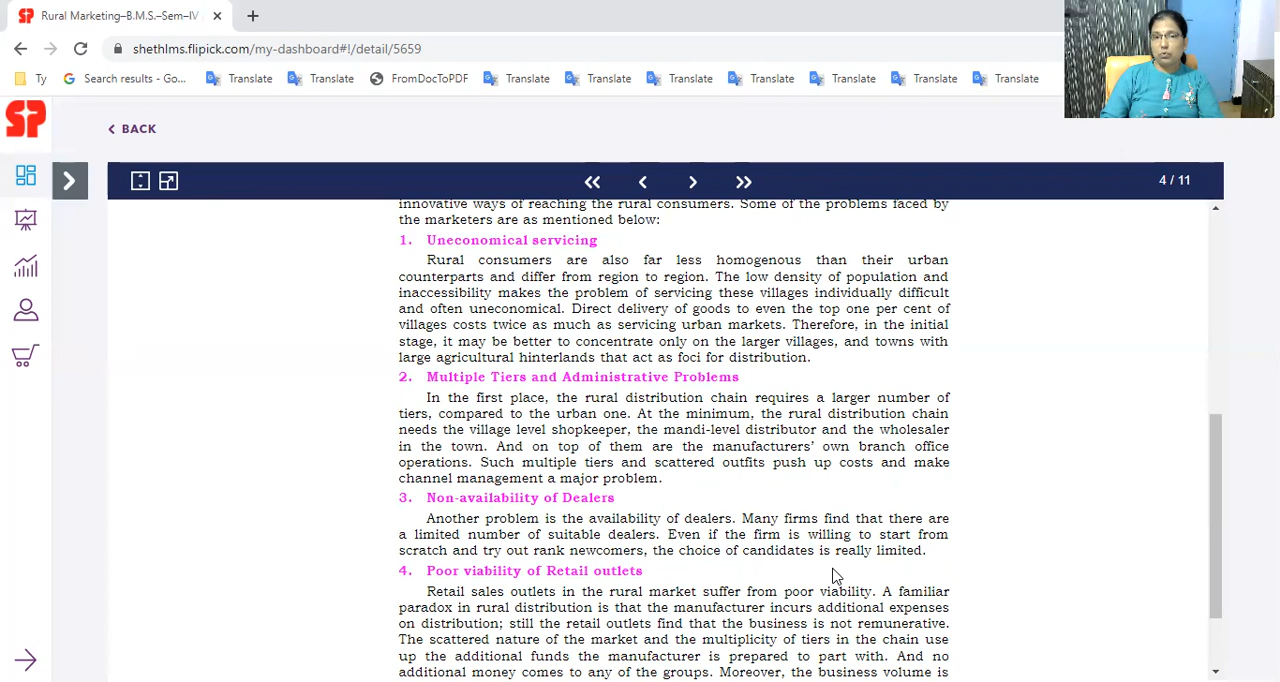 Rural Marketing–B.M.S.–Sem–IV
shethlms.flipick.com/my-dashboard#!/detail/5659
Ty Search results - Go... Translate Translate FromDocToPDF Translate Translate Translate Translate Translate Translate Translate
SP
BACK
4 / 11
innovative ways of reaching the rural consumers. Some of the problems faced by
the marketers are as mentioned below:
1. Uneconomical servicing
Rural consumers are also far less homogenous than their urban
counterparts and differ from region to region. The low density of population and
inaccessibility makes the problem of servicing these villages individually difficult
and often uneconomical. Direct delivery of goods to even the top one per cent of
villages costs twice as much as servicing urban markets. Therefore, in the initial
stage, it may be better to concentrate only on the larger villages, and towns with
large agricultural hinterlands that act as foci for distribution.
2. Multiple Tiers and Administrative Problems
In the first place, the rural distribution chain requires a larger number of
tiers, compared to the urban one. At the minimum, the rural distribution chain
needs the village level shopkeeper, the mandi-level distributor and the wholesaler
in the town. And on top of them are the manufacturers’ own branch office
operations. Such multiple tiers and scattered outfits push up costs and make
channel management a major problem.
3. Non-availability of Dealers
Another problem is the availability of dealers. Many firms find that there are
a limited number of suitable dealers. Even if the firm is willing to start from
scratch and try out rank newcomers, the choice of candidates is really limited.
4. Poor viability of Retail outlets
Retail sales outlets in the rural market suffer from poor viability. A familiar
paradox in rural distribution is that the manufacturer incurs additional expenses
on distribution; still the retail outlets find that the business is not remunerative.
The scattered nature of the market and the multiplicity of tiers in the chain use
up the additional funds the manufacturer is prepared to part with. And no
additional money comes to any of the groups. Moreover, the business volume is